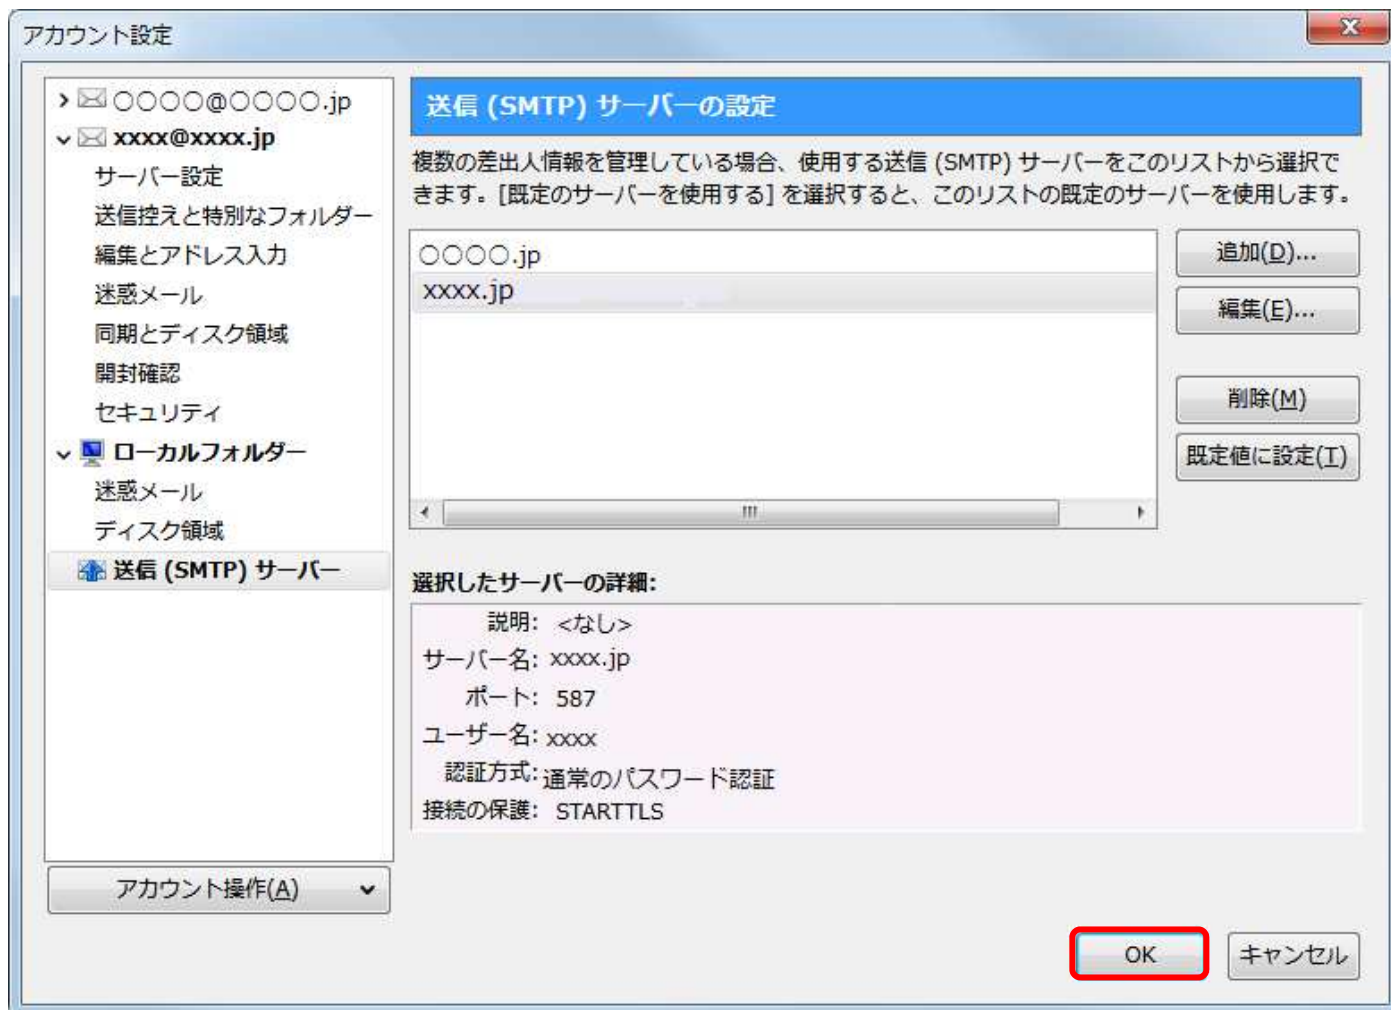 アカウント設定
○○○○@○○○○.jp
xxxx@xxxx.jp
サーバー設定
送信控えと特別なフォルダー
編集とアドレス入力
迷惑メール
同期とディスク領域
開封確認
セキュリティ
ローカルフォルダー
迷惑メール
ディスク領域
送信 (SMTP) サーバー
アカウント操作(A)
送信 (SMTP) サーバーの設定
複数の差出人情報を管理している場合、使用する送信 (SMTP) サーバーをこのリストから選択で
きます。[既定のサーバーを使用する] を選択すると、このリストの既定のサーバーを使用します。
○○○○.jp
xxxx.jp
追加(D)...
編集(E)...
削除(M)
既定値に設定(T)
選択したサーバーの詳細:
説明: <なし>
サーバー名: xxxx.jp
ポート: 587
ユーザー名: xxxx
認証方式: 通常のパスワード認証
接続の保護: STARTTLS
OK
キャンセル